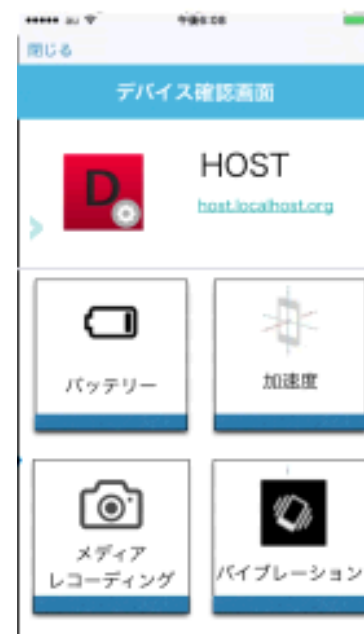 au 午後6:08
閉じる
デバイス確認画面
D
HOST
host.localhost.org
バッテリー
加速度
メディア
レコーディング
バイブレーション